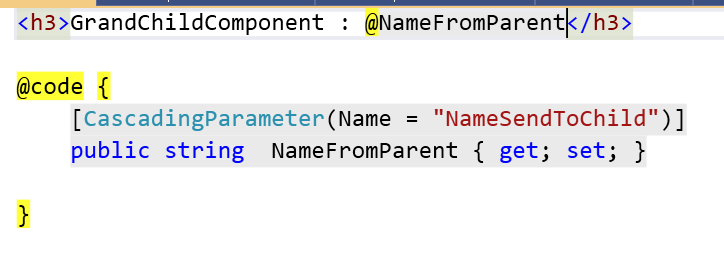 <h3>GrandChildComponent : @NameFromParent</h3>
@code {
[CascadingParameter(Name = "NameSendToChild")]
public string  NameFromParent { get; set; }
}